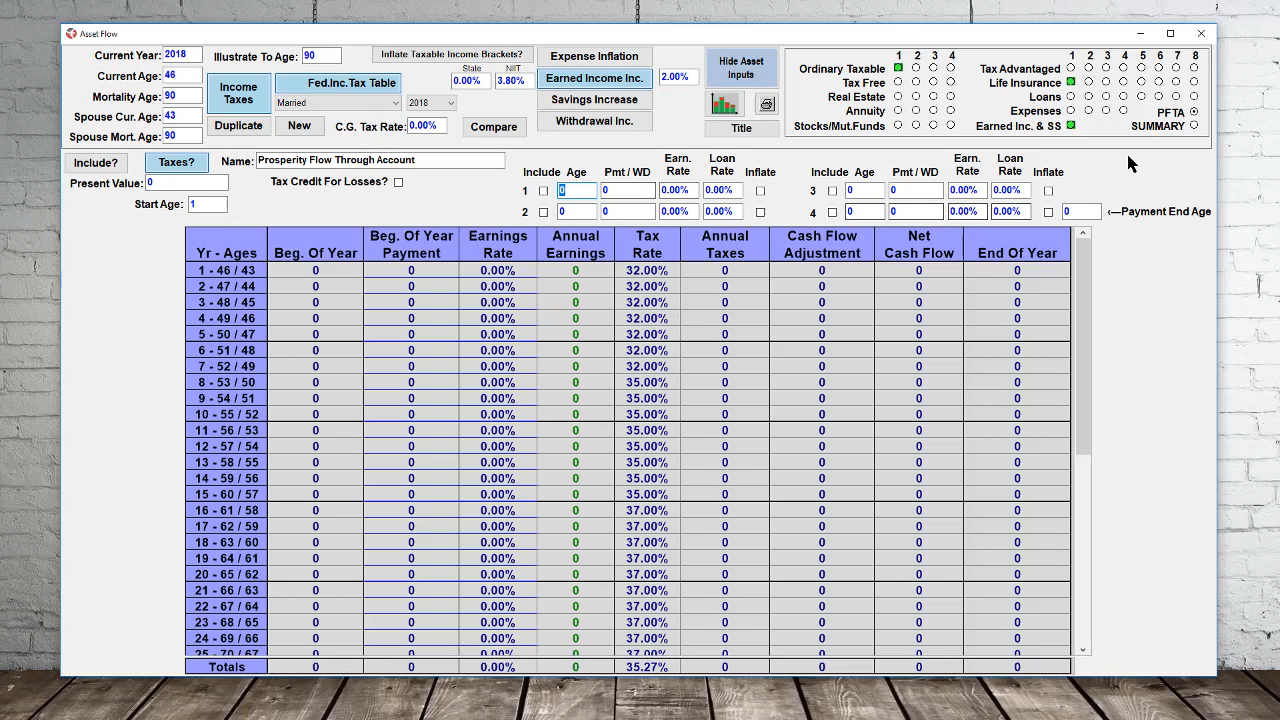 Asset Flow
Current Year: 2018
Illustrate To Age: 90
Inflate Taxable Income Brackets?
Current Age: 46
Mortality Age: 90
Spouse Cur. Age: 43
Spouse Mort. Age: 90
Income Taxes
Fed.Inc.Tax Table
State
0.00%
NIIT
3.80%
Married
2018
Duplicate
New
C.G. Tax Rate: 0.00%
Compare
Expense Inflation
Earned Income Inc. 2.00%
Savings Increase
Withdrawal Inc.
Hide Asset Inputs
Title
1 2 3 4
Ordinary Taxable
Tax Free
Real Estate
Annuity
Stocks/Mut.Funds
1 2 3 4 5 6 7 8
Tax Advantaged
Life Insurance
Loans
Expenses
PFTA
Earned Inc. & SS
SUMMARY
Include?
Taxes?
Name: Prosperity Flow Through Account
Present Value: 0
Tax Credit For Losses?
Start Age: 1
Include Age Pmt / WD Earn. Rate Loan Rate Inflate
1 0 0 0.00% 0.00%
2 0 0 0.00% 0.00%
Include Age Pmt / WD Earn. Rate Loan Rate Inflate
3 0 0 0.00% 0.00%
4 0 0 0.00% 0.00% 0 <—Payment End Age
Yr - Ages Beg. Of Year Beg. Of Year Payment Earnings Rate Annual Earnings Tax Rate Annual Taxes Cash Flow Adjustment Net Cash Flow End Of Year
1 - 46 / 43 0 0 0.00% 0 32.00% 0 0 0 0
2 - 47 / 44 0 0 0.00% 0 32.00% 0 0 0 0
3 - 48 / 45 0 0 0.00% 0 32.00% 0 0 0 0
4 - 49 / 46 0 0 0.00% 0 32.00% 0 0 0 0
5 - 50 / 47 0 0 0.00% 0 32.00% 0 0 0 0
6 - 51 / 48 0 0 0.00% 0 32.00% 0 0 0 0
7 - 52 / 49 0 0 0.00% 0 32.00% 0 0 0 0
8 - 53 / 50 0 0 0.00% 0 35.00% 0 0 0 0
9 - 54 / 51 0 0 0.00% 0 35.00% 0 0 0 0
10 - 55 / 52 0 0 0.00% 0 35.00% 0 0 0 0
11 - 56 / 53 0 0 0.00% 0 35.00% 0 0 0 0
12 - 57 / 54 0 0 0.00% 0 35.00% 0 0 0 0
13 - 58 / 55 0 0 0.00% 0 35.00% 0 0 0 0
14 - 59 / 56 0 0 0.00% 0 35.00% 0 0 0 0
15 - 60 / 57 0 0 0.00% 0 35.00% 0 0 0 0
16 - 61 / 58 0 0 0.00% 0 37.00% 0 0 0 0
17 - 62 / 59 0 0 0.00% 0 37.00% 0 0 0 0
18 - 63 / 60 0 0 0.00% 0 37.00% 0 0 0 0
19 - 64 / 61 0 0 0.00% 0 37.00% 0 0 0 0
20 - 65 / 62 0 0 0.00% 0 37.00% 0 0 0 0
21 - 66 / 63 0 0 0.00% 0 37.00% 0 0 0 0
22 - 67 / 64 0 0 0.00% 0 37.00% 0 0 0 0
23 - 68 / 65 0 0 0.00% 0 37.00% 0 0 0 0
24 - 69 / 66 0 0 0.00% 0 37.00% 0 0 0 0
25 - 70 / 67 0 0 0.00% 0 37.00% 0 0 0 0
Totals 0 0 0.00% 0 35.27% 0 0 0 0